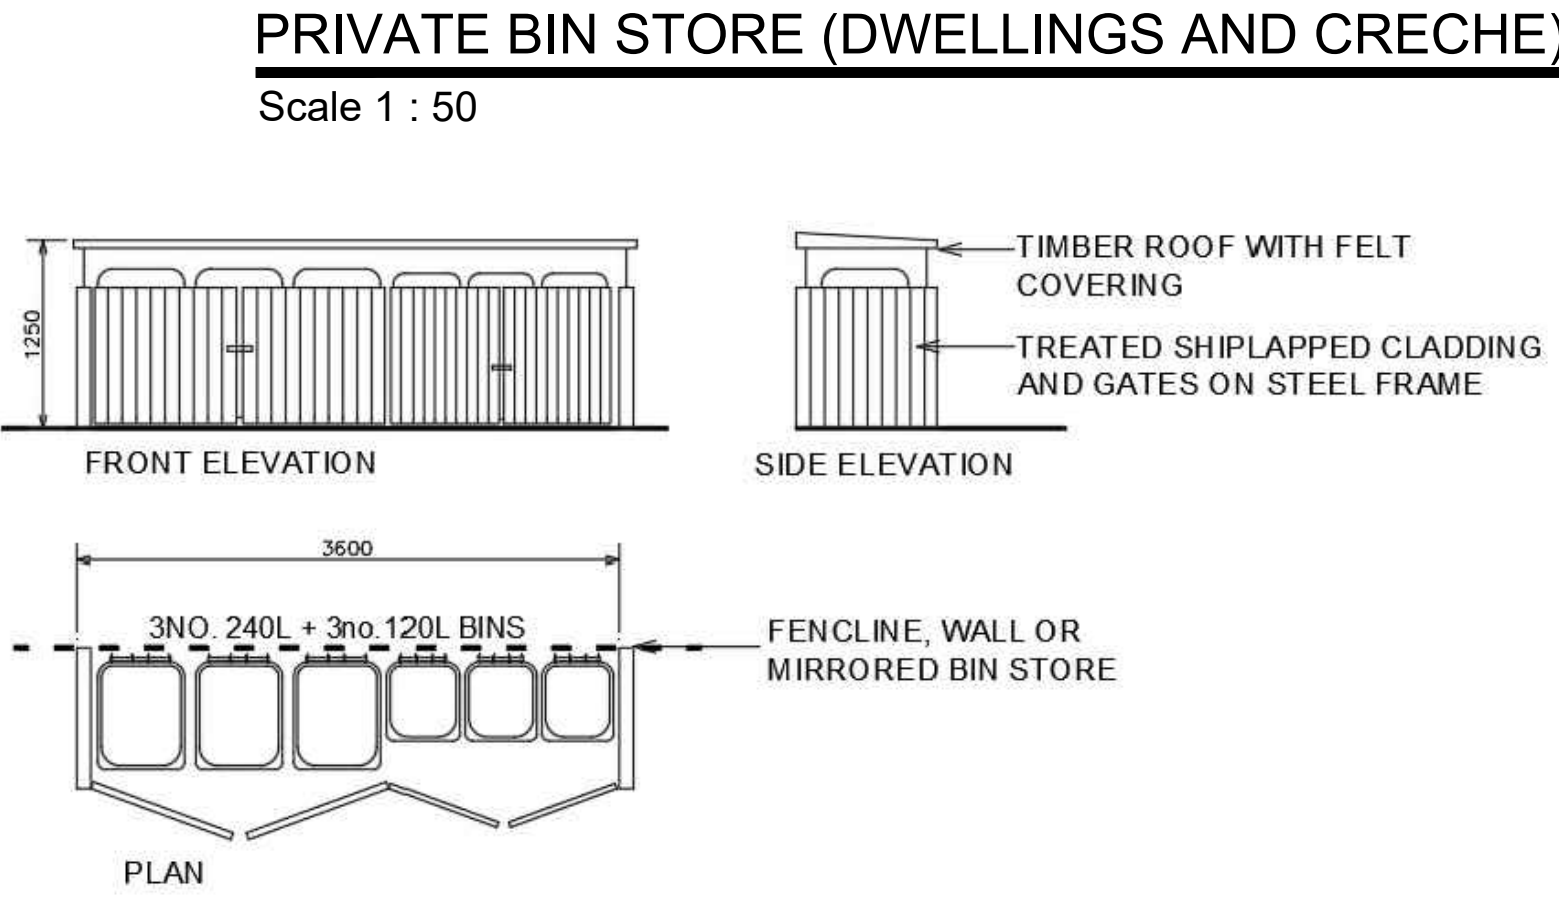 PRIVATE BIN STORE (DWELLINGS AND CRECHE)
Scale 1 : 50
1250
TIMBER ROOF WITH FELT
COVERING
TREATED SHIPLAPPED CLADDING
AND GATES ON STEEL FRAME
FRONT ELEVATION
SIDE ELEVATION
3600
3NO. 240L + 3no.120L BINS
FENCLINE, WALL OR
MIRRORED BIN STORE
PLAN